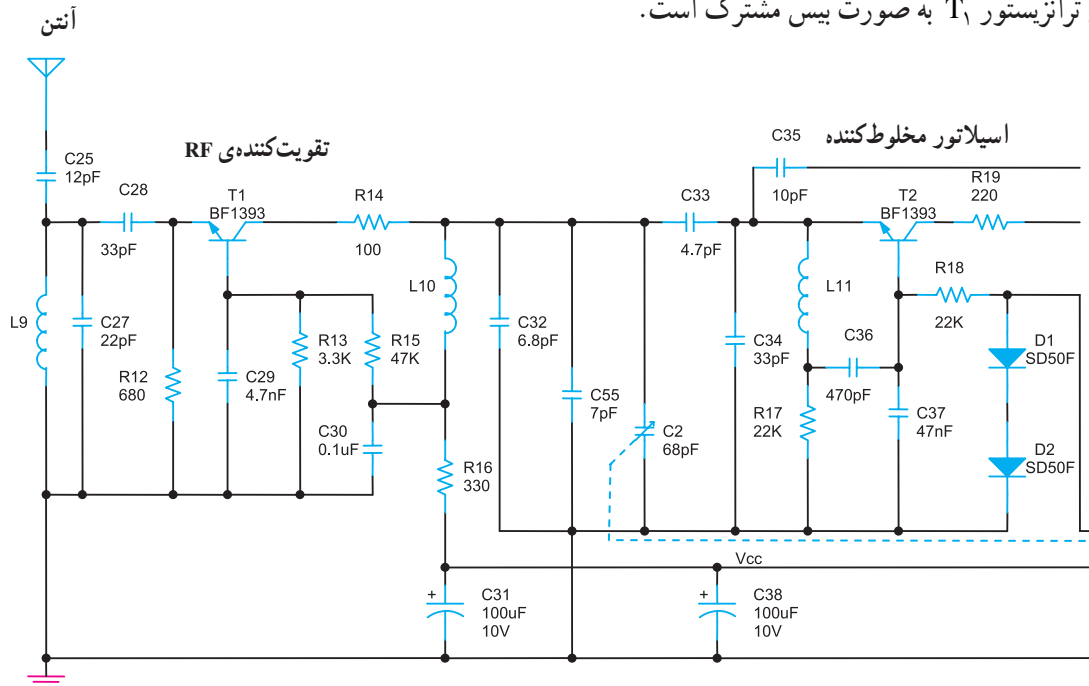 ترانزیستور T۱ به صورت بیس مشترک است.
آنتن
تقویت‌کننده‌ی RF
اسیلاتور مخلوط‌کننده
C25
12pF
C28
33pF
T1
BF1393
R14
100
C33
4.7pF
C35
10pF
T2
BF1393
R19
220
L9
C27
22pF
R12
680
C29
4.7nF
R13
3.3K
R15
47K
C30
0.1uF
L10
R16
330
C32
6.8pF
C55
7pF
C2
68pF
C34
33pF
L11
C36
470pF
R17
22K
R18
22K
C37
47nF
D1
SD50F
D2
SD50F
Vcc
+
C31
100uF
10V
+
C38
100uF
10V